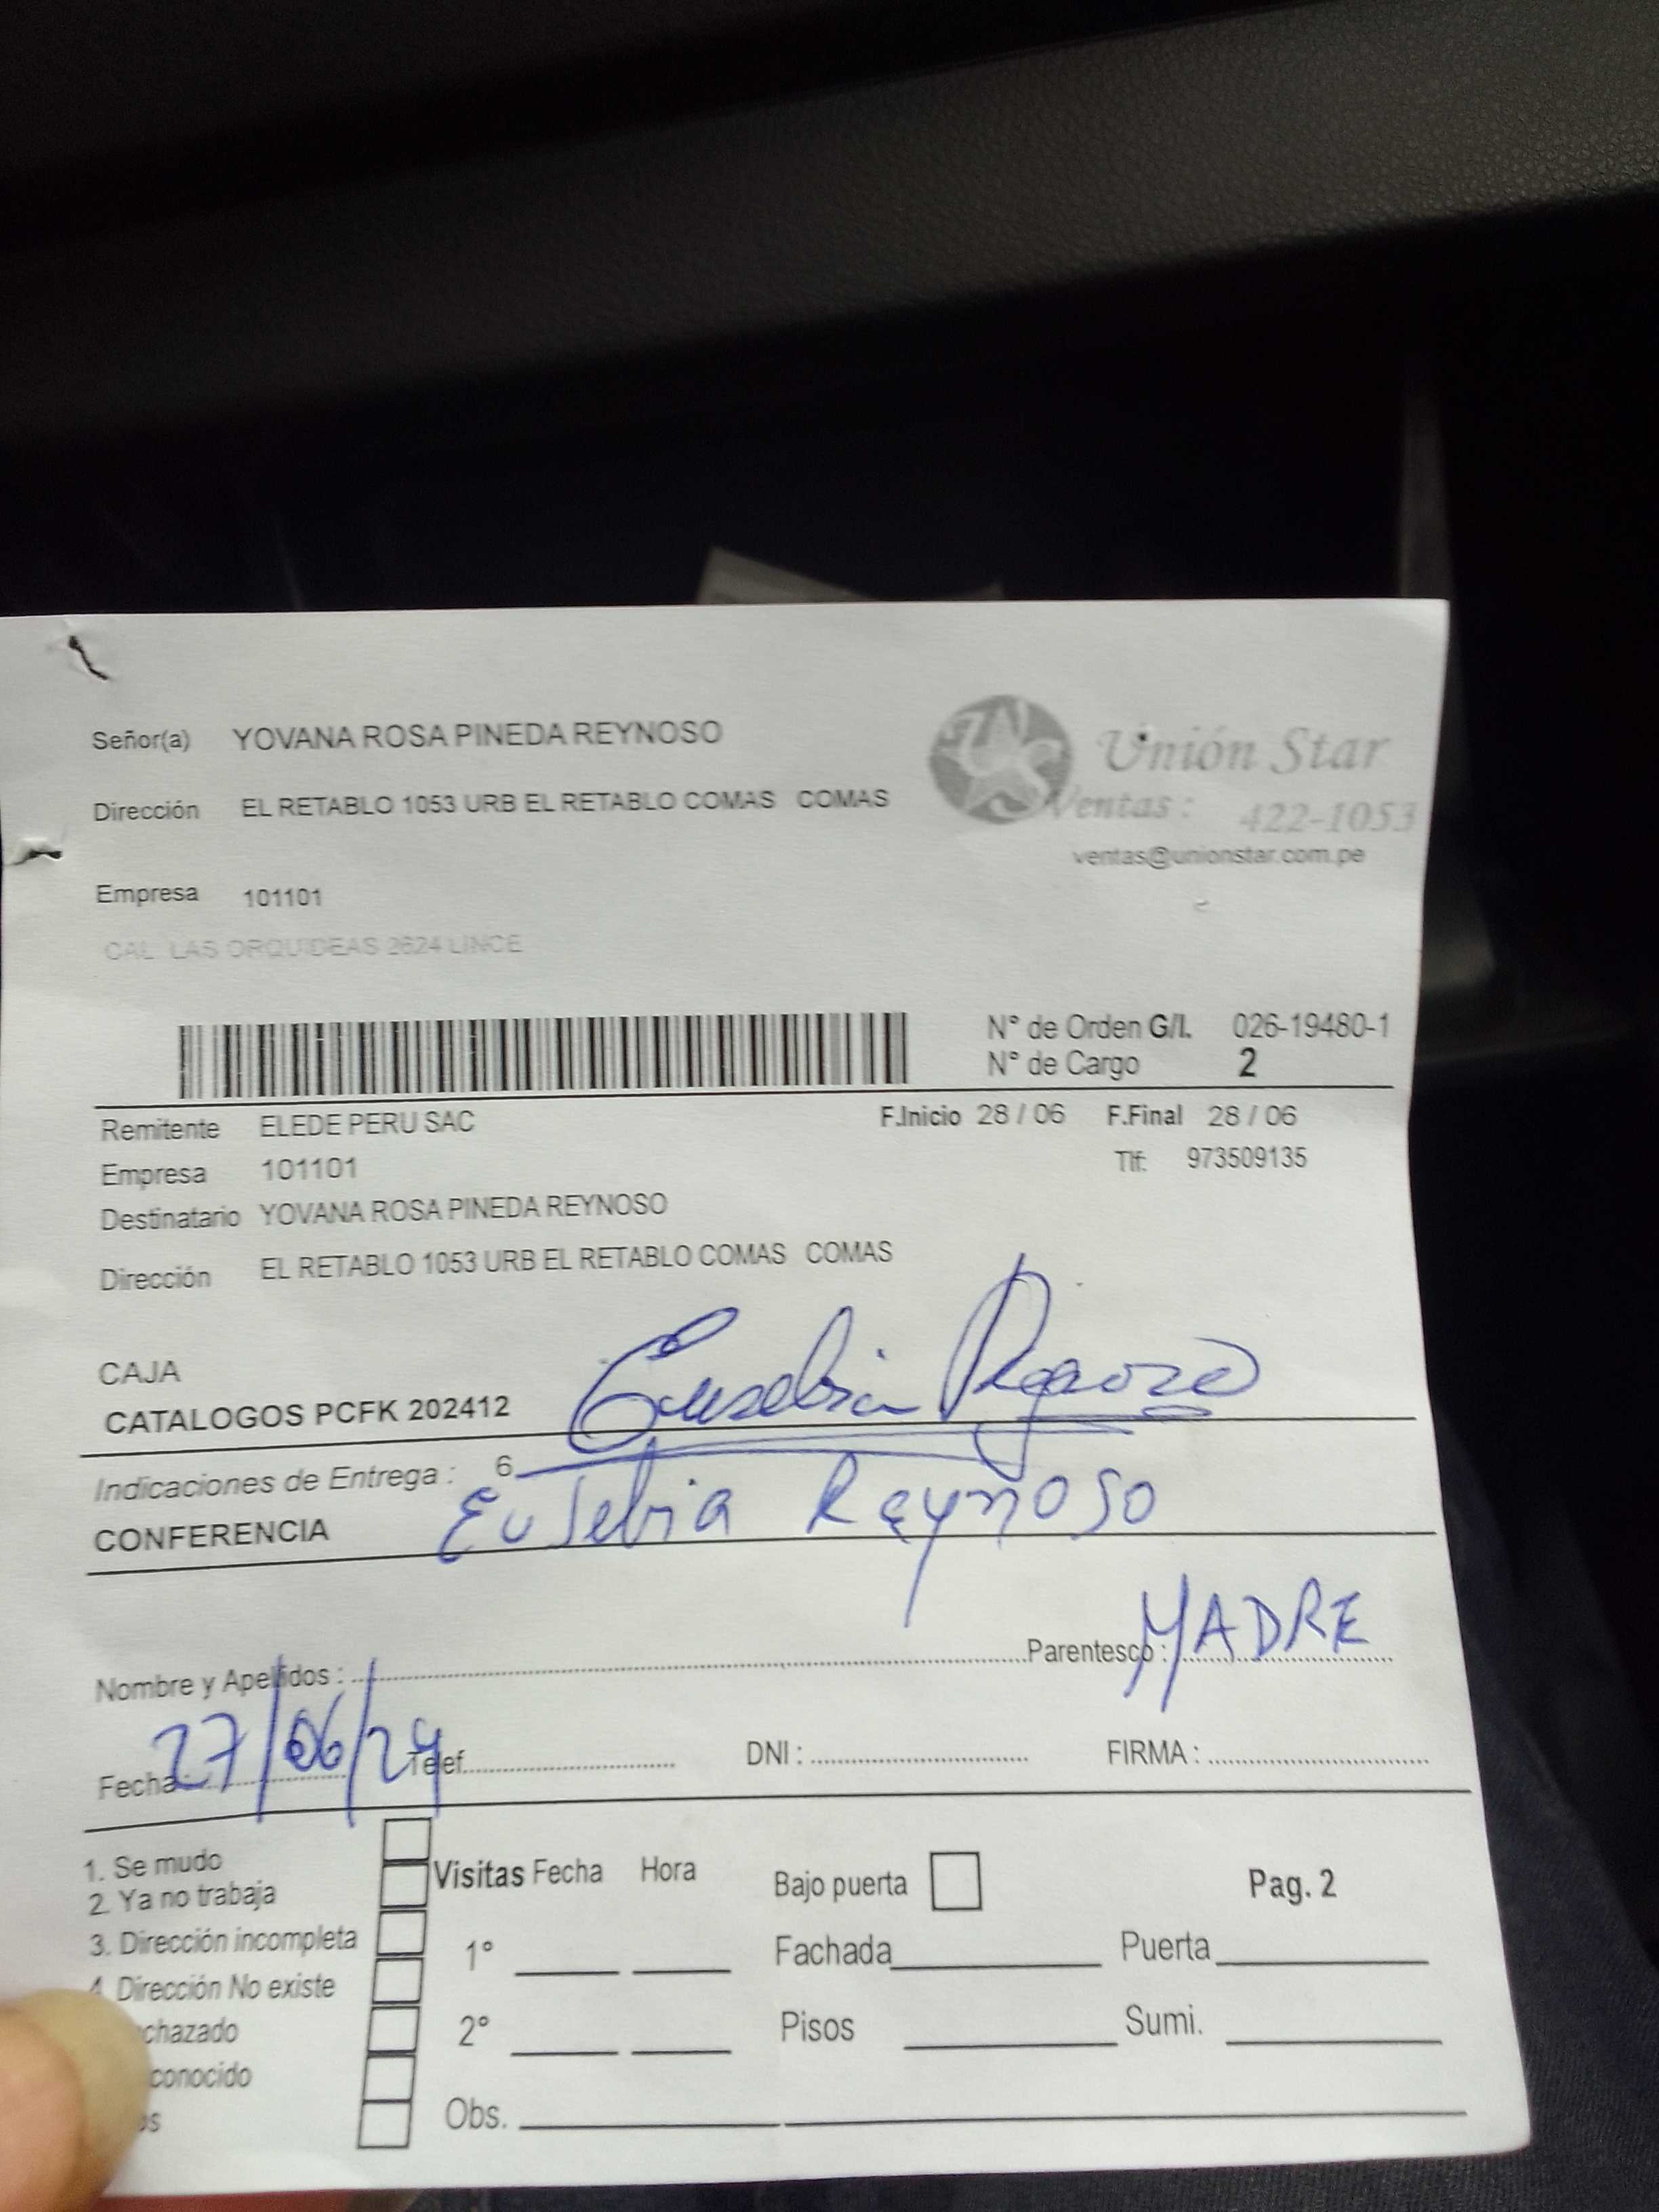 Señor(a) YOVANA ROSA PINEDA REYNOSO
Unión Star
Dirección EL RETABLO 1053 URB EL RETABLO COMAS COMAS
Ventas : 422-1053
ventas@unionstar.com.pe
Empresa 101101
CAL. LAS ORQUIDEAS 2624 LINCE
N° de Orden G/I. 026-19480-1
N° de Cargo 2
Remitente ELEDE PERU SAC F.Inicio 28 / 06 F.Final 28 / 06
Empresa 101101 Tlf: 973509135
Destinatario YOVANA ROSA PINEDA REYNOSO
Dirección EL RETABLO 1053 URB EL RETABLO COMAS COMAS
CAJA
CATALOGOS PCFK 202412
Eusebia Reynoso
Indicaciones de Entrega : 6
CONFERENCIA Eusebia Reynoso
Nombre y Apellidos : Parentesco : MADRE
Fecha: 27/06/24 Telef. DNI : FIRMA :
1. Se mudo
2. Ya no trabaja
3. Dirección incompleta
4. Dirección No existe
chazado
conocido
os
Visitas Fecha Hora Bajo puerta Pag. 2
1° Fachada Puerta
2° Pisos Sumi.
Obs.